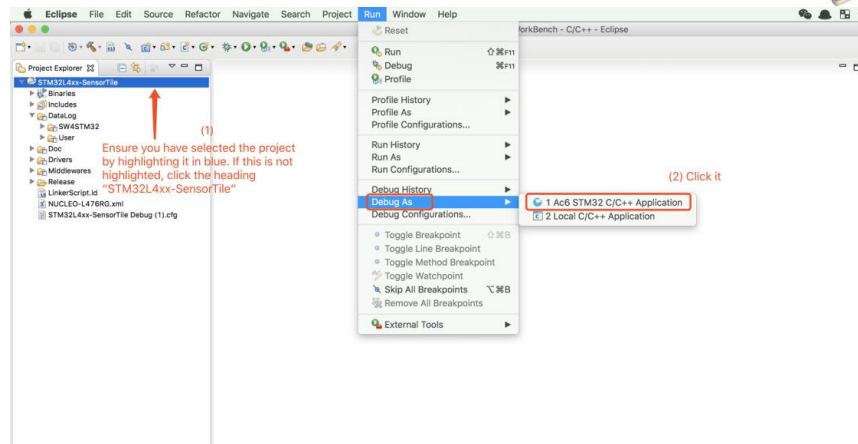 Eclipse File Edit Source Refactor Navigate Search Project Run Window Help
WorkBench - C/C++ - Eclipse
Project Explorer
STM32L4xx-SensorTile
Binaries
Includes
DataLog
SW4STM32
User
Doc
Drivers
Middlewares
Release
LinkerScript.ld
NUCLEO-L476RG.xml
STM32L4xx-SensorTile Debug (1).cfg
(1)
Ensure you have selected the project
by highlighting it in blue. If this is not
highlighted, click the heading
“STM32L4xx-SensorTile”
Reset
Run ⇧⌘F11
Debug ⌘F11
Profile
Profile History
Profile As
Profile Configurations...
Run History
Run As
Run Configurations...
Debug History
Debug As
Debug Configurations...
Toggle Breakpoint ⇧⌘B
Toggle Line Breakpoint
Toggle Method Breakpoint
Toggle Watchpoint
Skip All Breakpoints ⌥⌘B
Remove All Breakpoints
External Tools
(2) Click it
1 Ac6 STM32 C/C++ Application
2 Local C/C++ Application